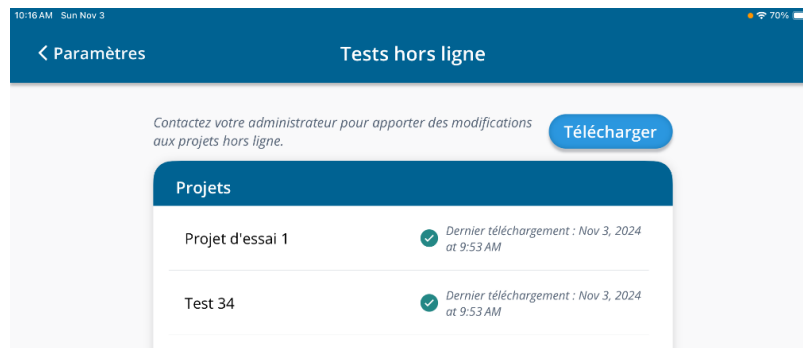 10:16 AM Sun Nov 3
70%
Paramètres
Tests hors ligne
Contactez votre administrateur pour apporter des modifications
aux projets hors ligne.
Télécharger
Projets
Projet d'essai 1
Dernier téléchargement : Nov 3, 2024
at 9:53 AM
Test 34
Dernier téléchargement : Nov 3, 2024
at 9:53 AM